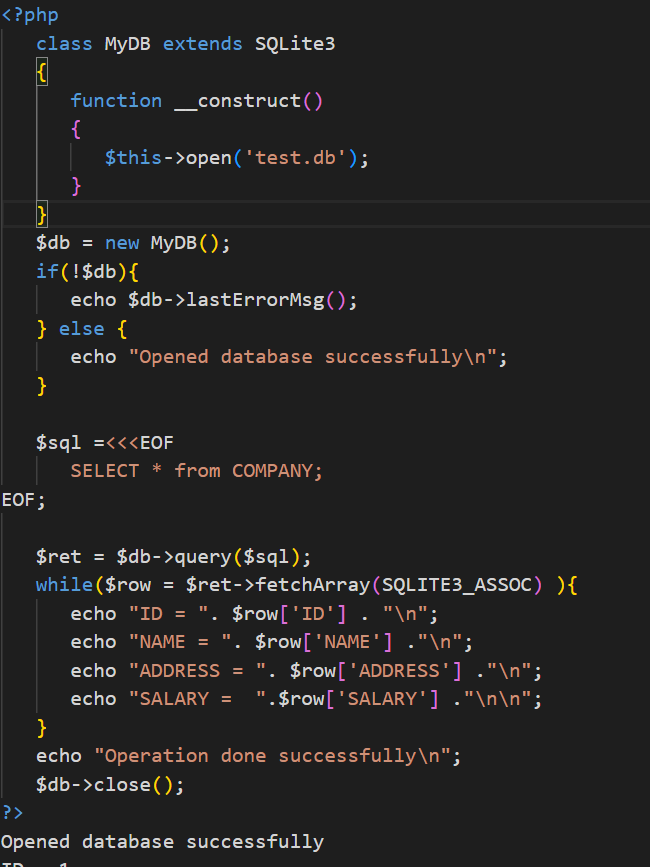 <?php
   class MyDB extends SQLite3
   {
      function __construct()
      {
         $this->open('test.db');
      }
   }
   $db = new MyDB();
   if(!$db){
      echo $db->lastErrorMsg();
   } else {
      echo "Opened database successfully\n";
   }

   $sql =<<<EOF
      SELECT * from COMPANY;
EOF;

   $ret = $db->query($sql);
   while($row = $ret->fetchArray(SQLITE3_ASSOC) ){
      echo "ID = ". $row['ID'] . "\n";
      echo "NAME = ". $row['NAME'] ."\n";
      echo "ADDRESS = ". $row['ADDRESS'] ."\n";
      echo "SALARY =  ".$row['SALARY'] ."\n\n";
   }
   echo "Operation done successfully\n";
   $db->close();
?>
Opened database successfully